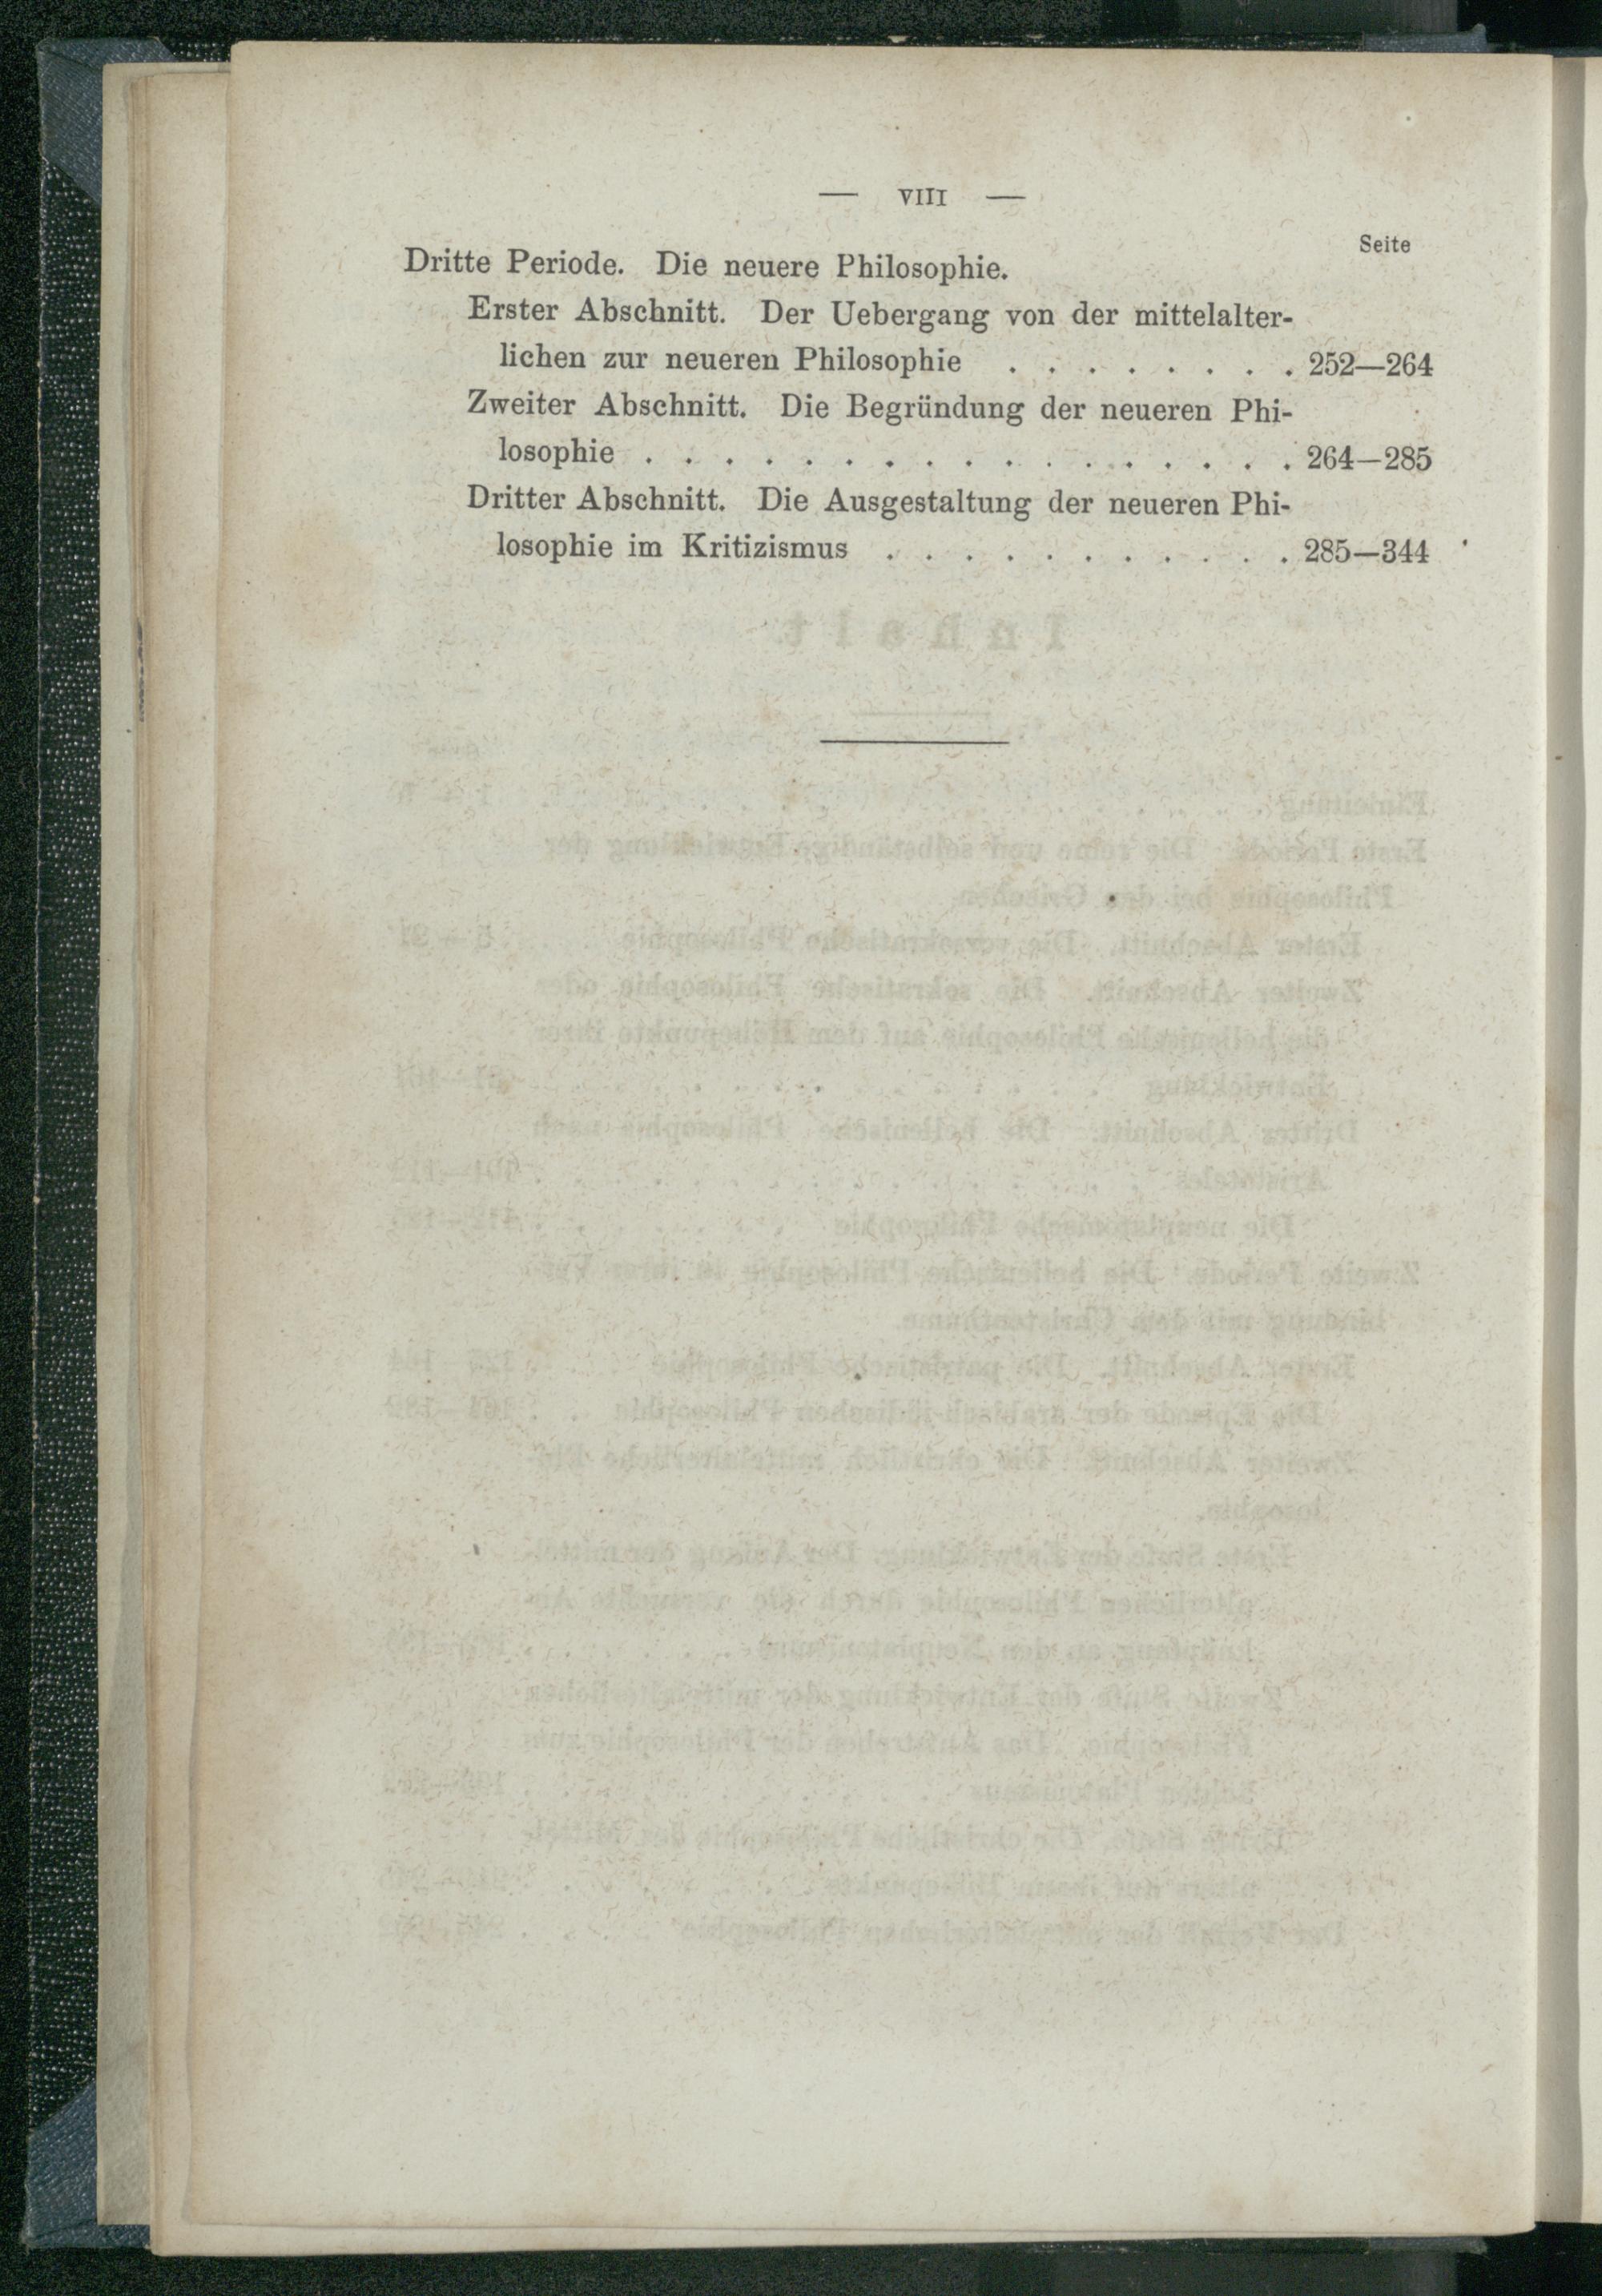 — VIII —
Seite
Dritte Periode. Die neuere Philosophie.
Erster Abschnitt. Der Uebergang von der mittelalter-
lichen zur neueren Philosophie . . . . . . . . 252—264
Zweiter Abschnitt. Die Begründung der neueren Phi-
losophie . . . . . . . . . . . . . . . . . 264—285
Dritter Abschnitt. Die Ausgestaltung der neueren Phi-
losophie im Kritizismus . . . . . . . . . . . 285—344